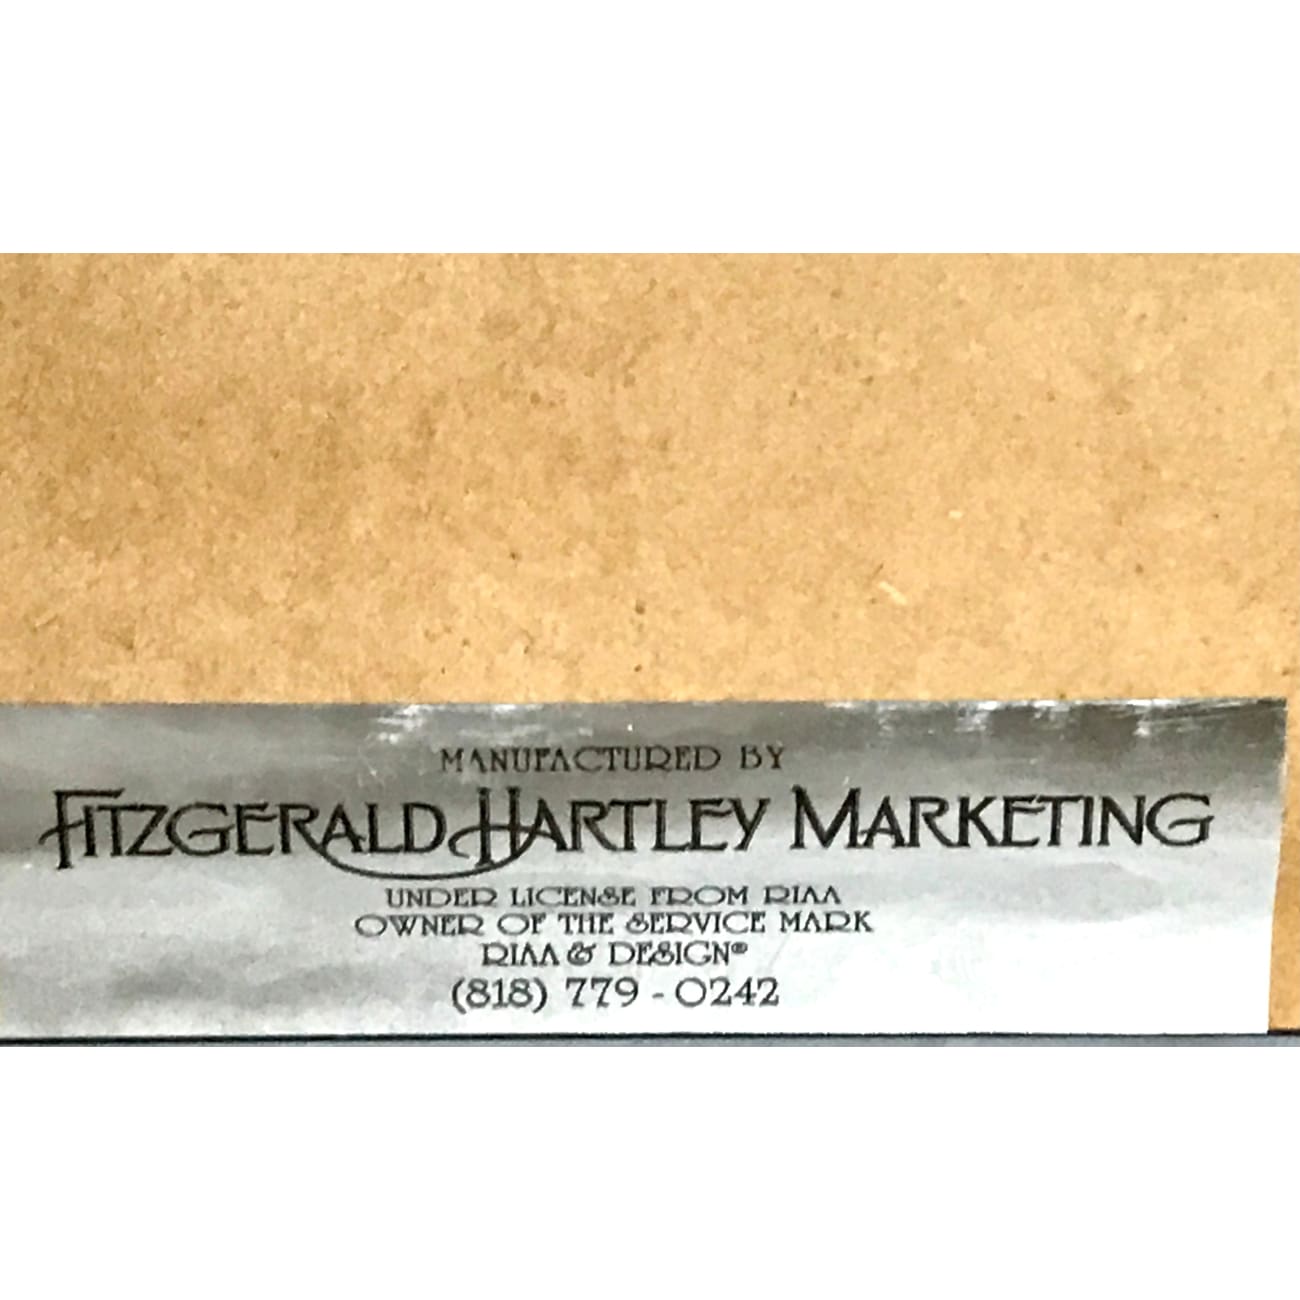 MANUFACTURED BY
FITZGERALD HARTLEY MARKETING
UNDER LICENSE FROM RIAA
OWNER OF THE SERVICE MARK
RIAA & DESIGN®
(818) 779 - 0242